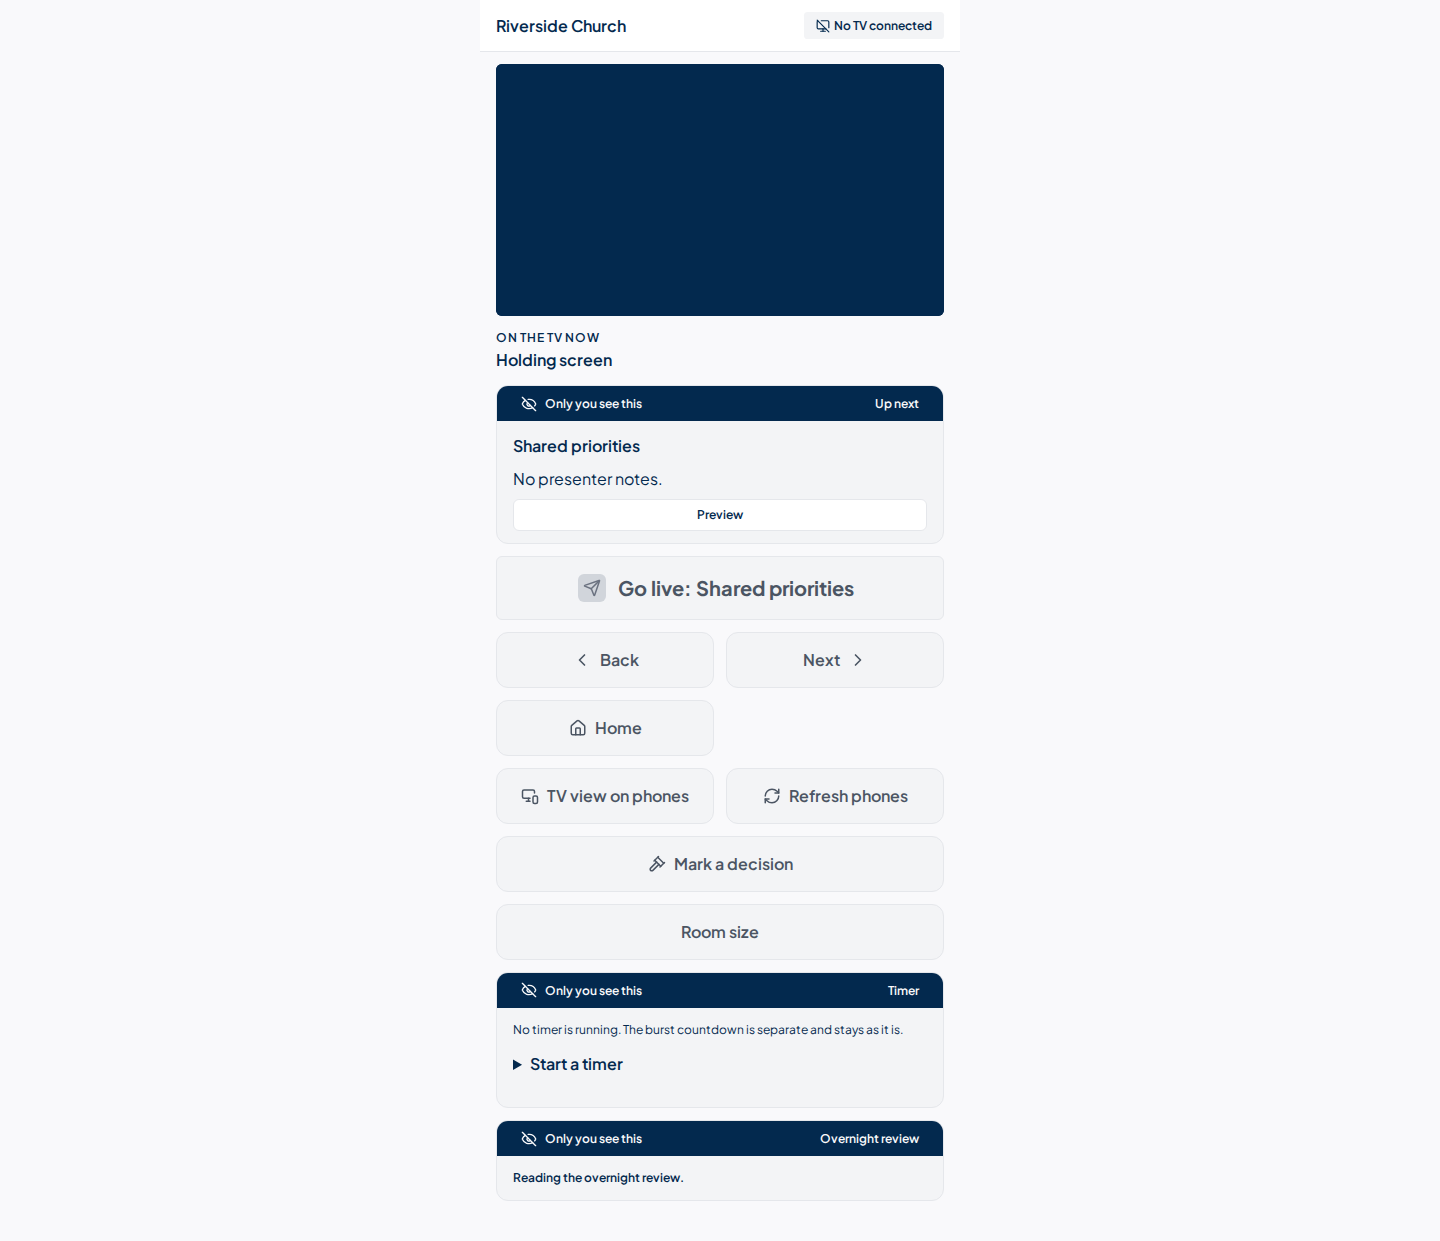 Riverside Church
No TV connected
ON THE TV NOW
Holding screen
Only you see this
Up next
Shared priorities
No presenter notes.
Preview
Go live: Shared priorities
Back
Next
Home
TV view on phones
Refresh phones
Mark a decision
Room size
Only you see this
Timer
No timer is running. The burst countdown is separate and stays as it is.
Start a timer
Only you see this
Overnight review
Reading the overnight review.